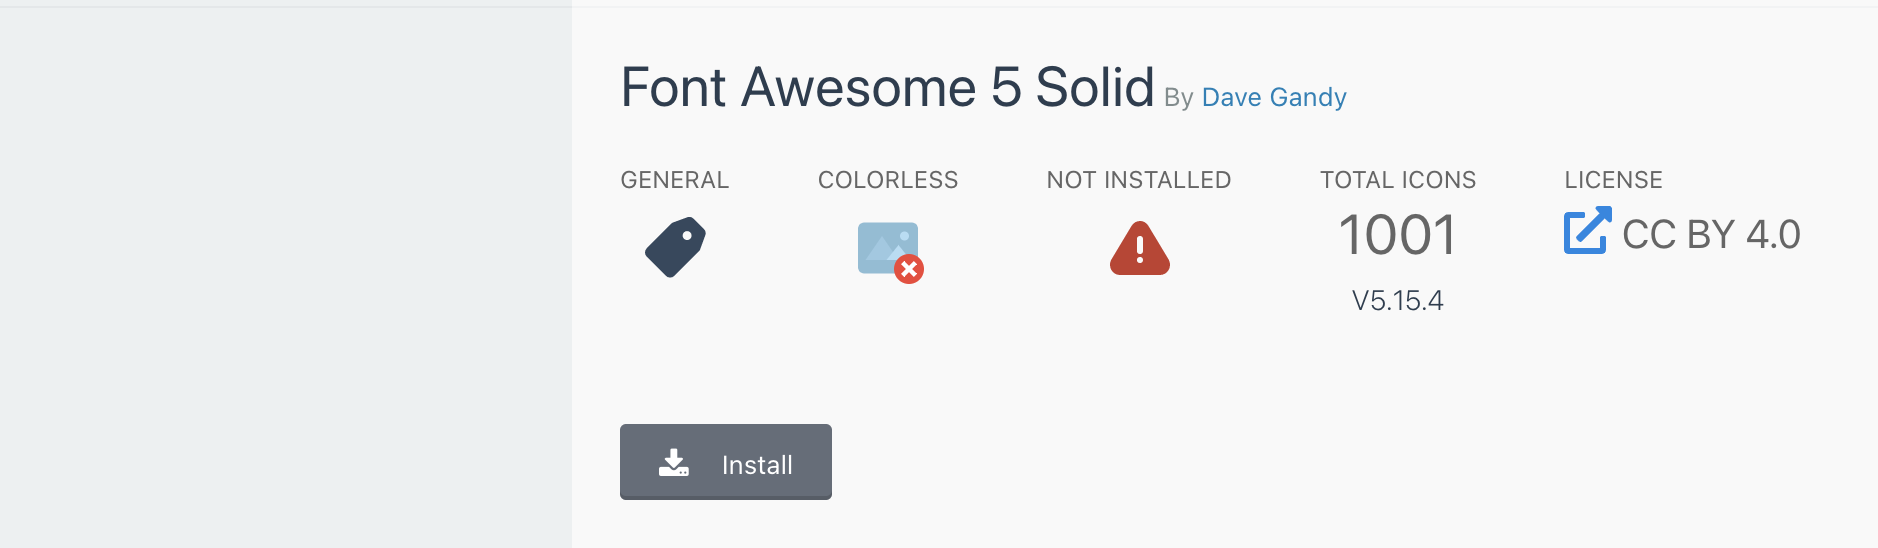 Font Awesome 5 Solid By Dave Gandy
GENERAL
COLORLESS
NOT INSTALLED
TOTAL ICONS
1001
V5.15.4
LICENSE
CC BY 4.0
Install